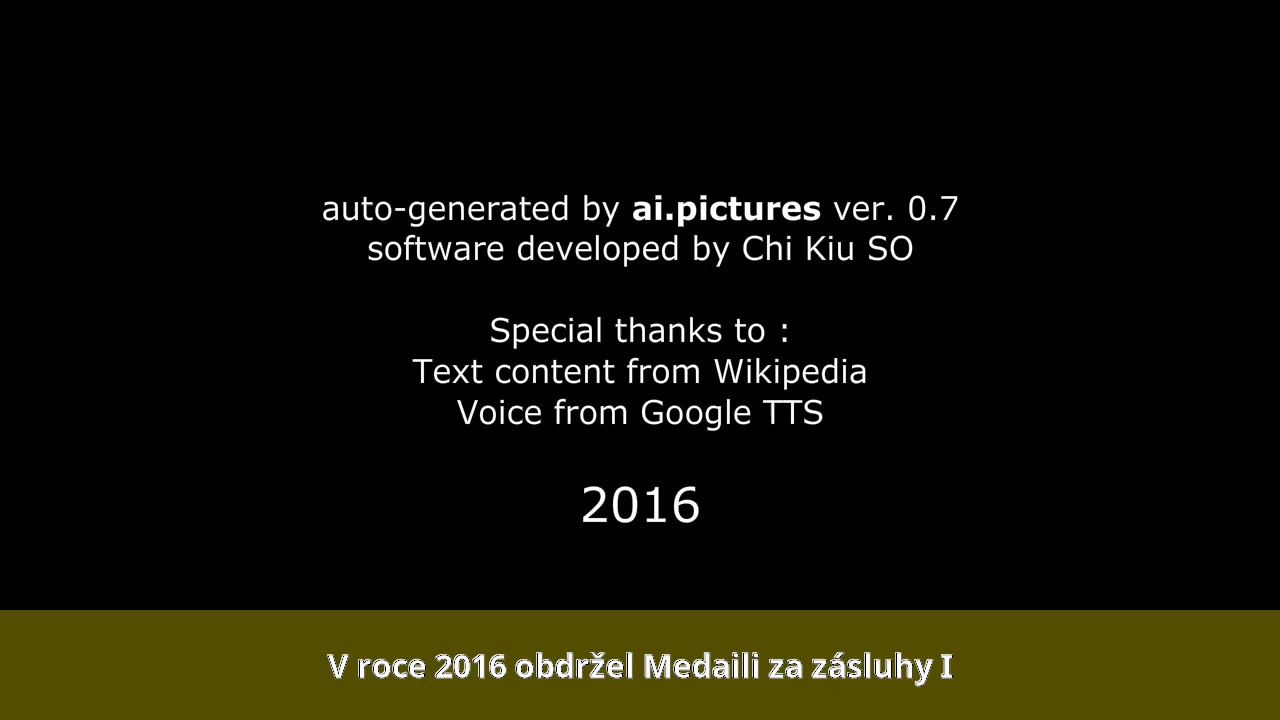 auto-generated by ai.pictures ver. 0.7
software developed by Chi Kiu SO
Special thanks to :
Text content from Wikipedia
Voice from Google TTS
2016
V roce 2016 obdržel Medaili za zásluhy I